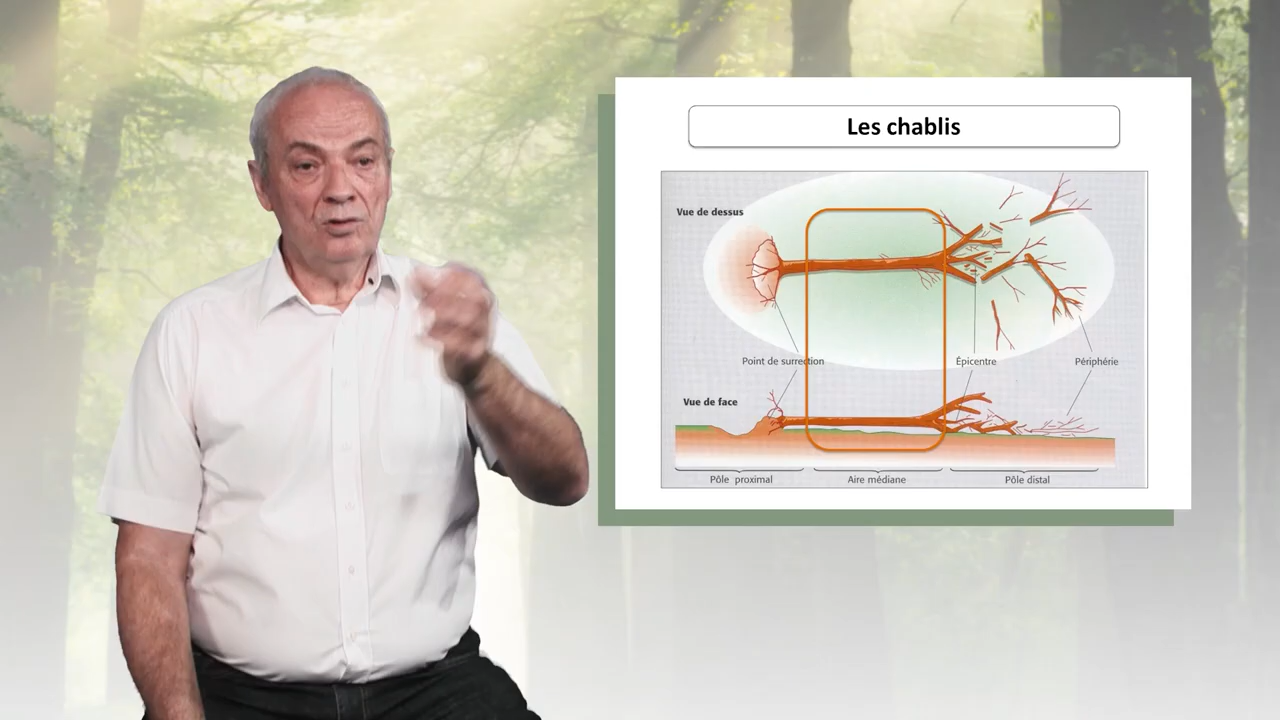 Les chablis
Vue de dessus
Point de surrection
Épicentre
Périphérie
Vue de face
Pôle proximal
Aire médiane
Pôle distal